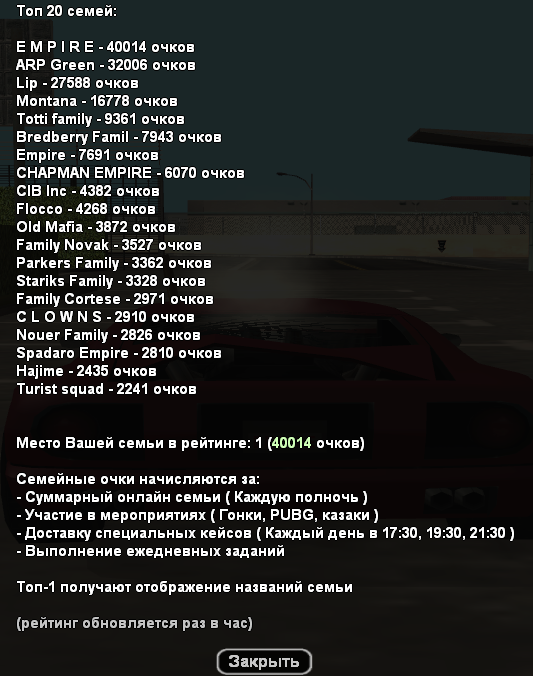 Топ 20 семей:
E M P I R E - 40014 очков
ARP Green - 32006 очков
Lip - 27588 очков
Montana - 16778 очков
Totti family - 9361 очков
Bredberry Famil - 7943 очков
Empire - 7691 очков
CHAPMAN EMPIRE - 6070 очков
CIB Inc - 4382 очков
Flocco - 4268 очков
Old Mafia - 3872 очков
Family Novak - 3527 очков
Parkers Family - 3362 очков
Stariks Family - 3328 очков
Family Cortese - 2971 очков
C L O W N S - 2910 очков
Nouer Family - 2826 очков
Spadaro Empire - 2810 очков
Hajime - 2435 очков
Turist squad - 2241 очков
Место Вашей семьи в рейтинге: 1 (40014 очков)
Семейные очки начисляются за:
- Суммарный онлайн семьи ( Каждую полночь )
- Участие в мероприятиях ( Гонки, PUBG, казаки )
- Доставку специальных кейсов ( Каждый день в 17:30, 19:30, 21:30 )
- Выполнение ежедневных заданий
Топ-1 получают отображение названий семьи
(рейтинг обновляется раз в час)
Закрыть